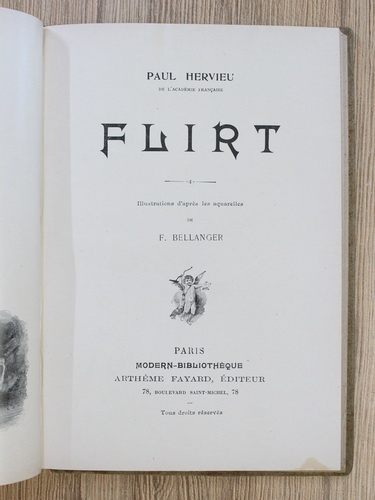 PAUL HERVIEU
DE L'ACADÉMIE FRANÇAISE
FLIRT
Illustrations d'après les aquarelles
DE
F. BELLANGER
PARIS
MODERN-BIBLIOTHÈQUE
ARTHÈME FAYARD, ÉDITEUR
78, BOULEVARD SAINT-MICHEL, 78
Tous droits réservés